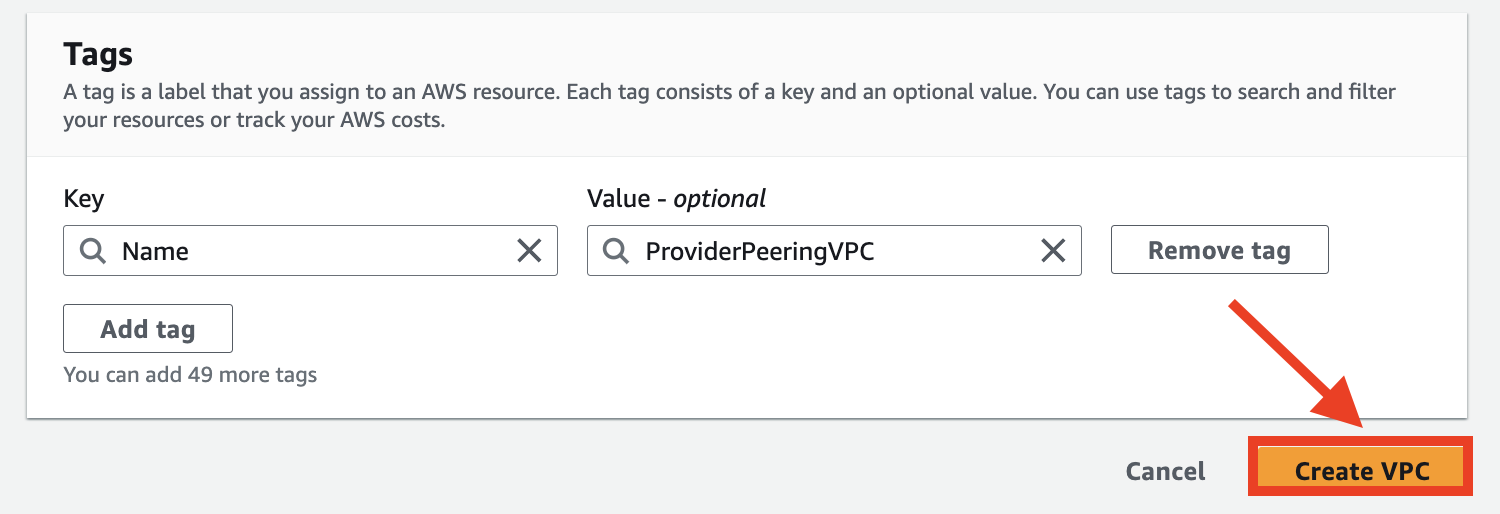 Tags
A tag is a label that you assign to an AWS resource. Each tag consists of a key and an optional value. You can use tags to search and filter
your resources or track your AWS costs.
Key
Value - optional
Name
ProviderPeeringVPC
Remove tag
Add tag
You can add 49 more tags
Cancel
Create VPC